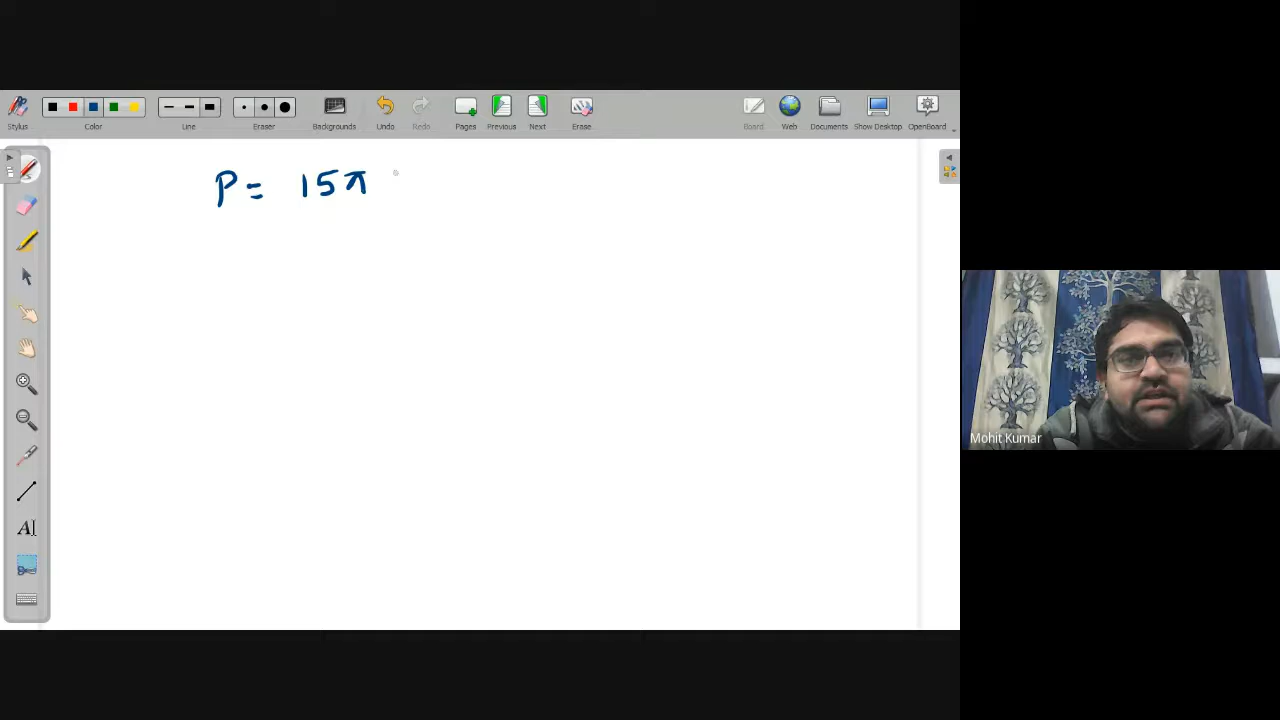 Stylus Color Line Eraser Backgrounds Undo Redo Pages Previous Next Erase Board Web Documents Show Desktop OpenBoard
P = 15π
Mohit Kumar